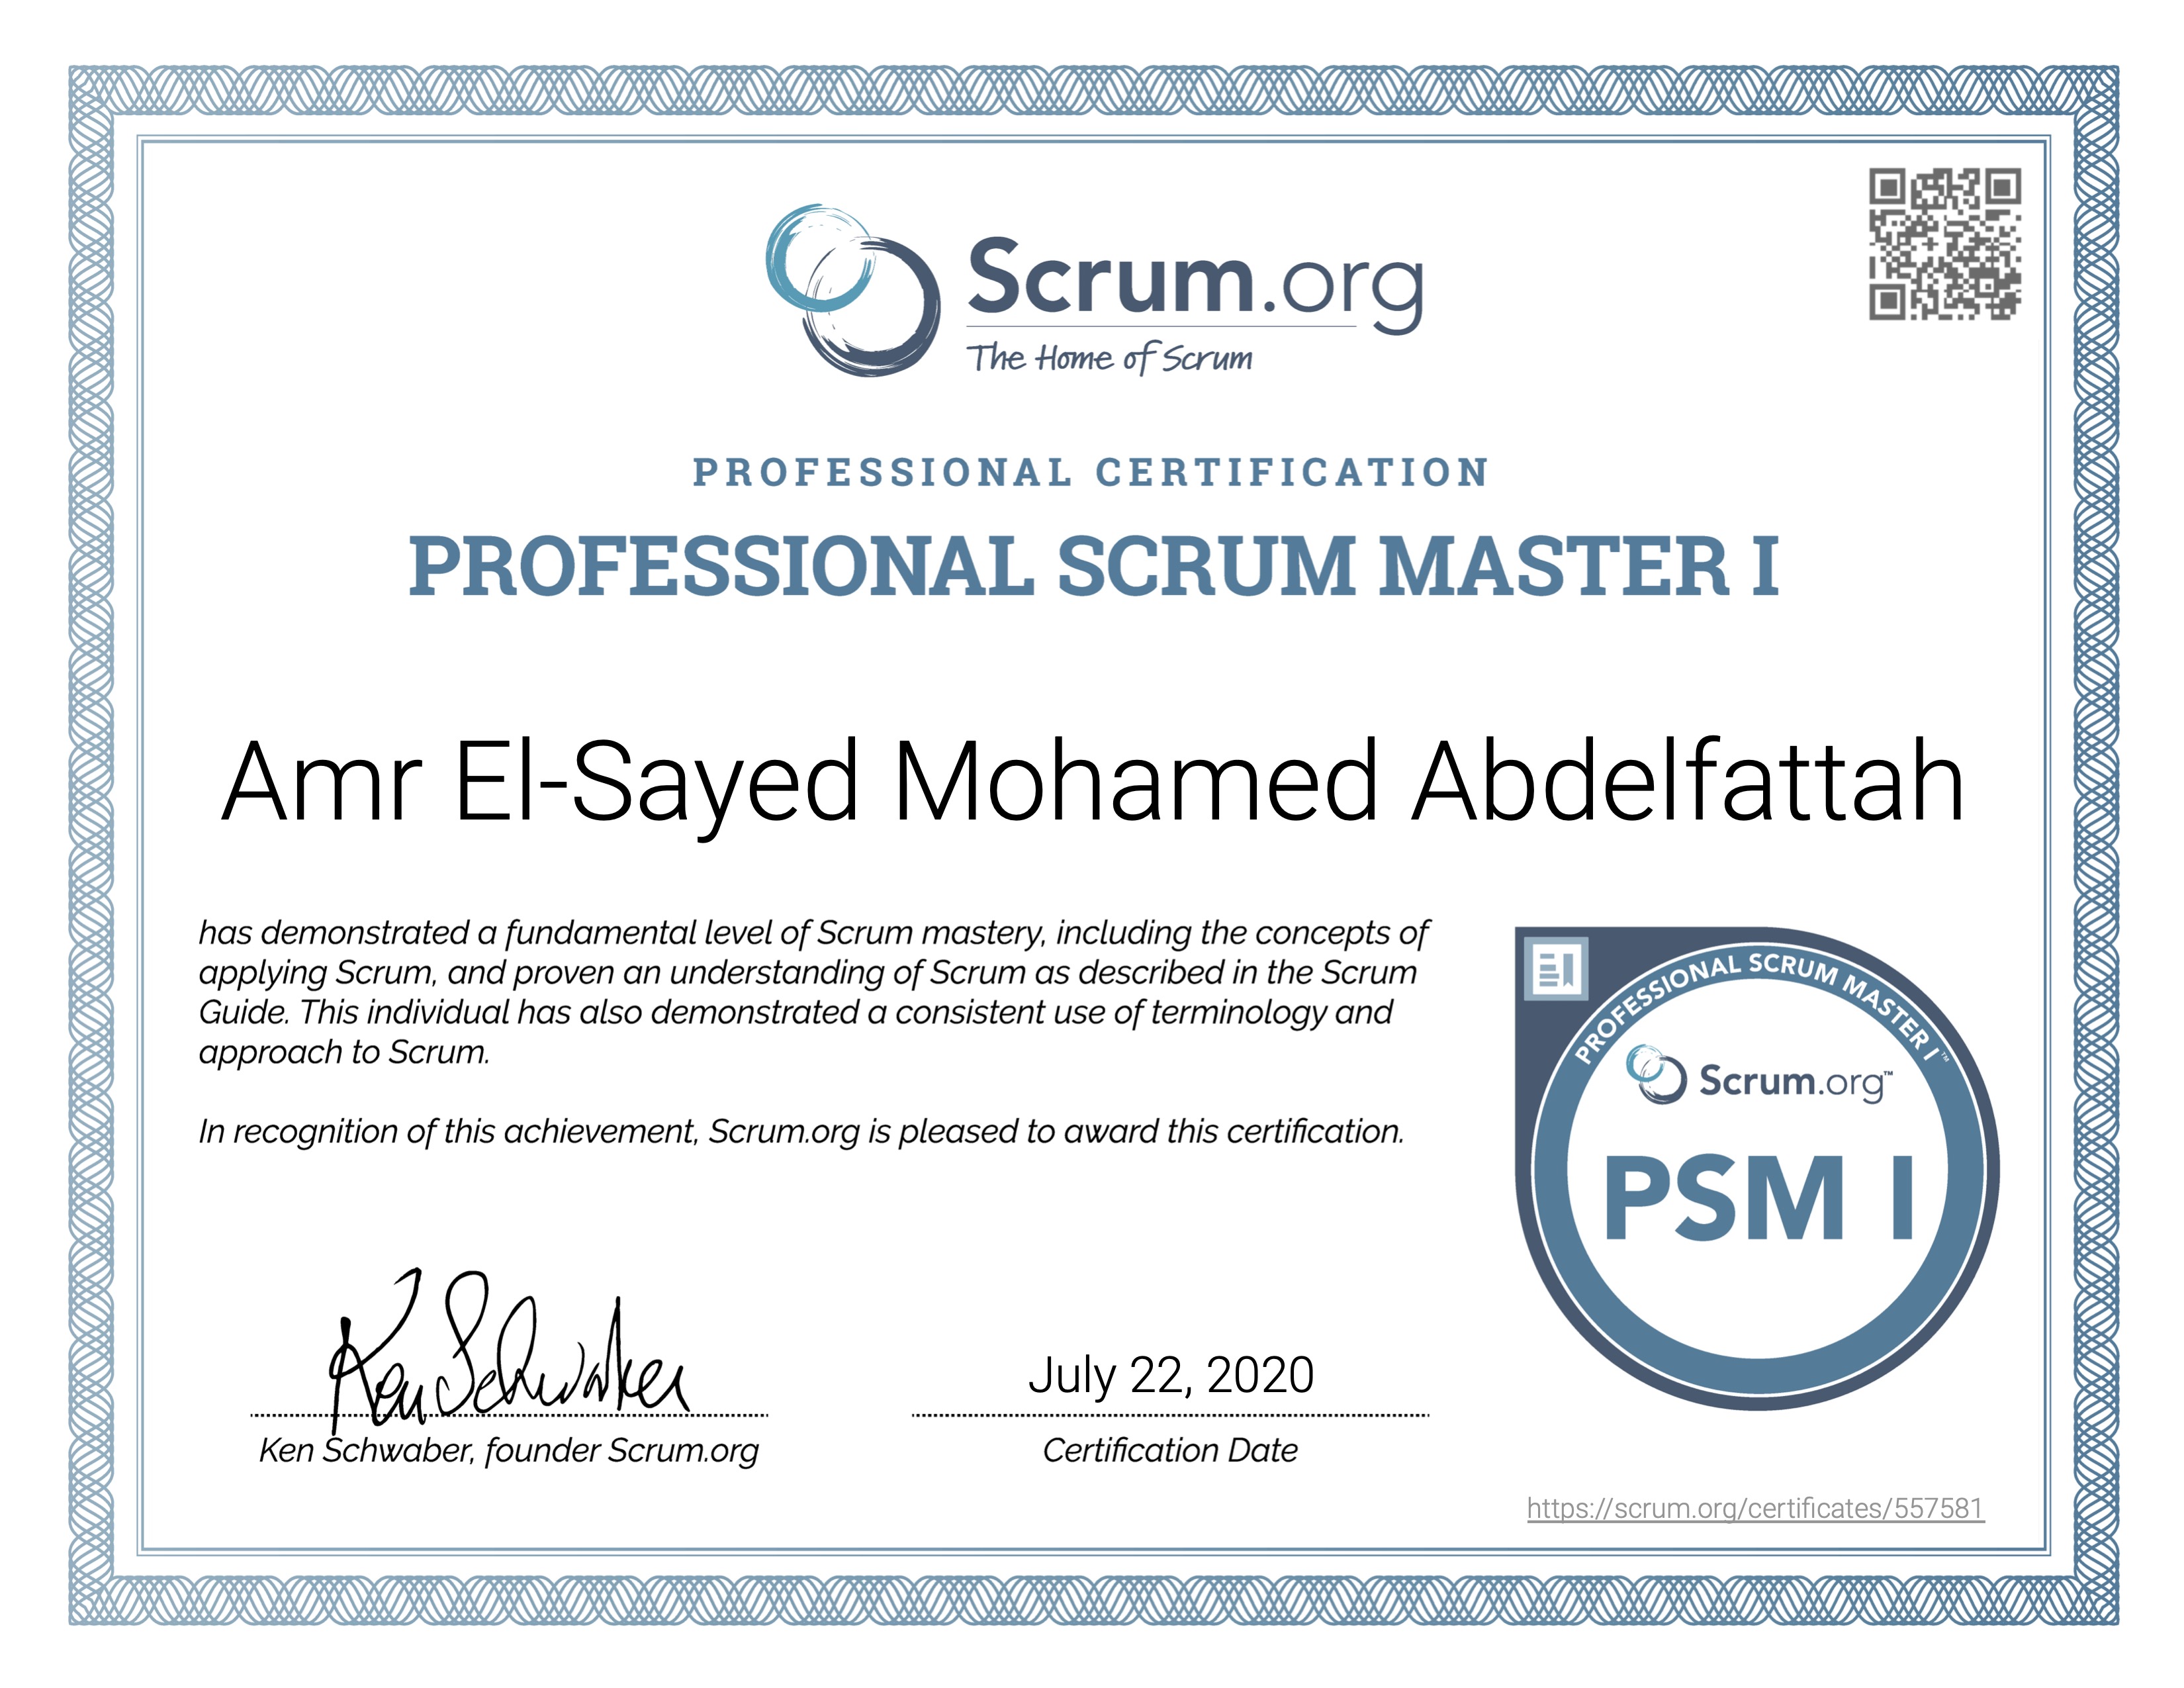 Scrum.org
The Home of Scrum
PROFESSIONAL CERTIFICATION
PROFESSIONAL SCRUM MASTER I
Amr El-Sayed Mohamed Abdelfattah
has demonstrated a fundamental level of Scrum mastery, including the concepts of
applying Scrum, and proven an understanding of Scrum as described in the Scrum
Guide. This individual has also demonstrated a consistent use of terminology and
approach to Scrum.
In recognition of this achievement, Scrum.org is pleased to award this certification.
PROFESSIONAL SCRUM MASTER I™
Scrum.org™
PSM I
Ken Schwaber
Ken Schwaber, founder Scrum.org
July 22, 2020
Certification Date
https://scrum.org/certificates/557581